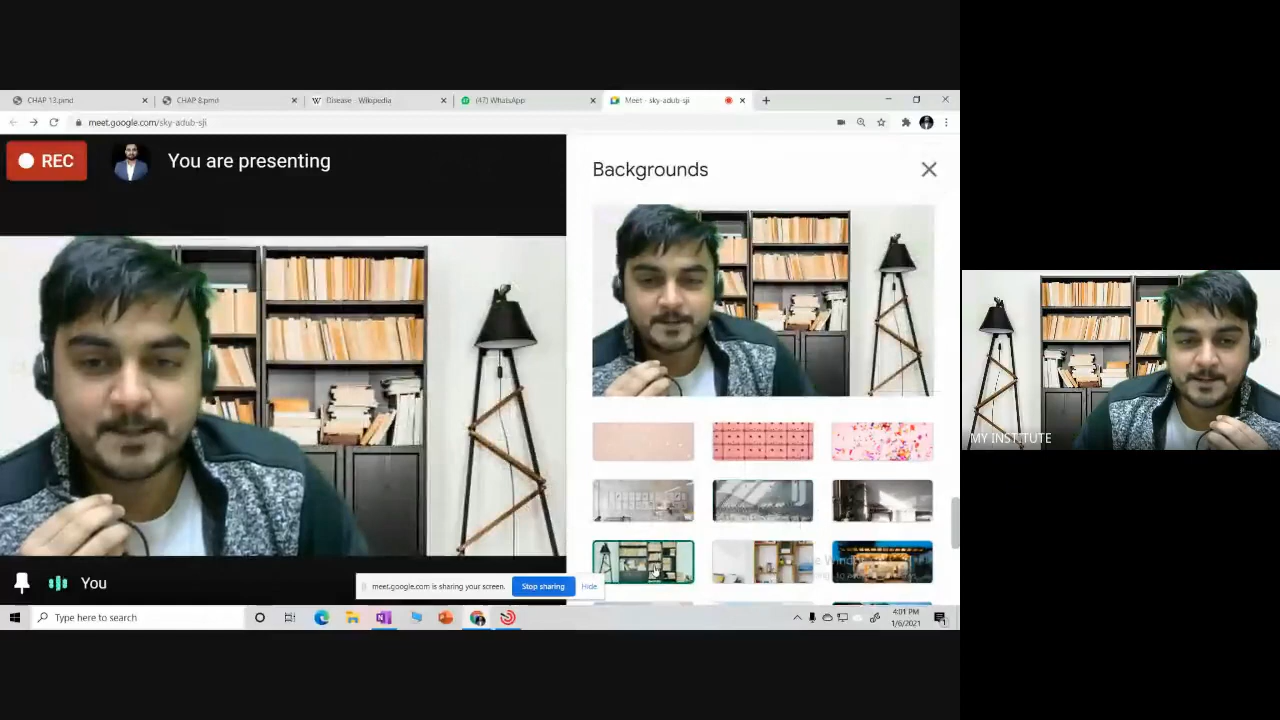 CHAP 13.pmd
CHAP 8.pmd
Disease - Wikipedia
(47) WhatsApp
Meet - sky-adub-sji
meet.google.com/sky-adub-sji
REC
You are presenting
Backgrounds
MY INSTITUTE
You
meet.google.com is sharing your screen.
Stop sharing
Hide
Type here to search
4:01 PM
1/6/2021